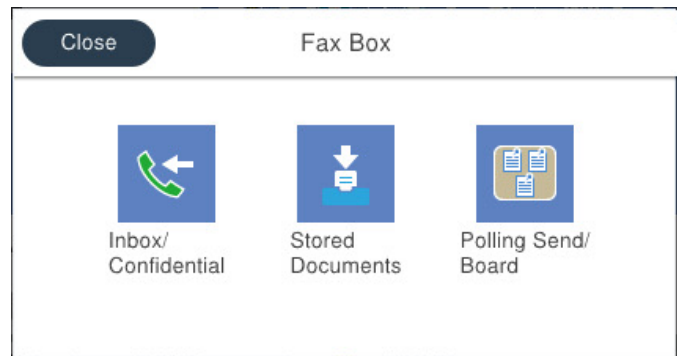 Close
Fax Box
Inbox/
Confidential
Stored
Documents
Polling Send/
Board